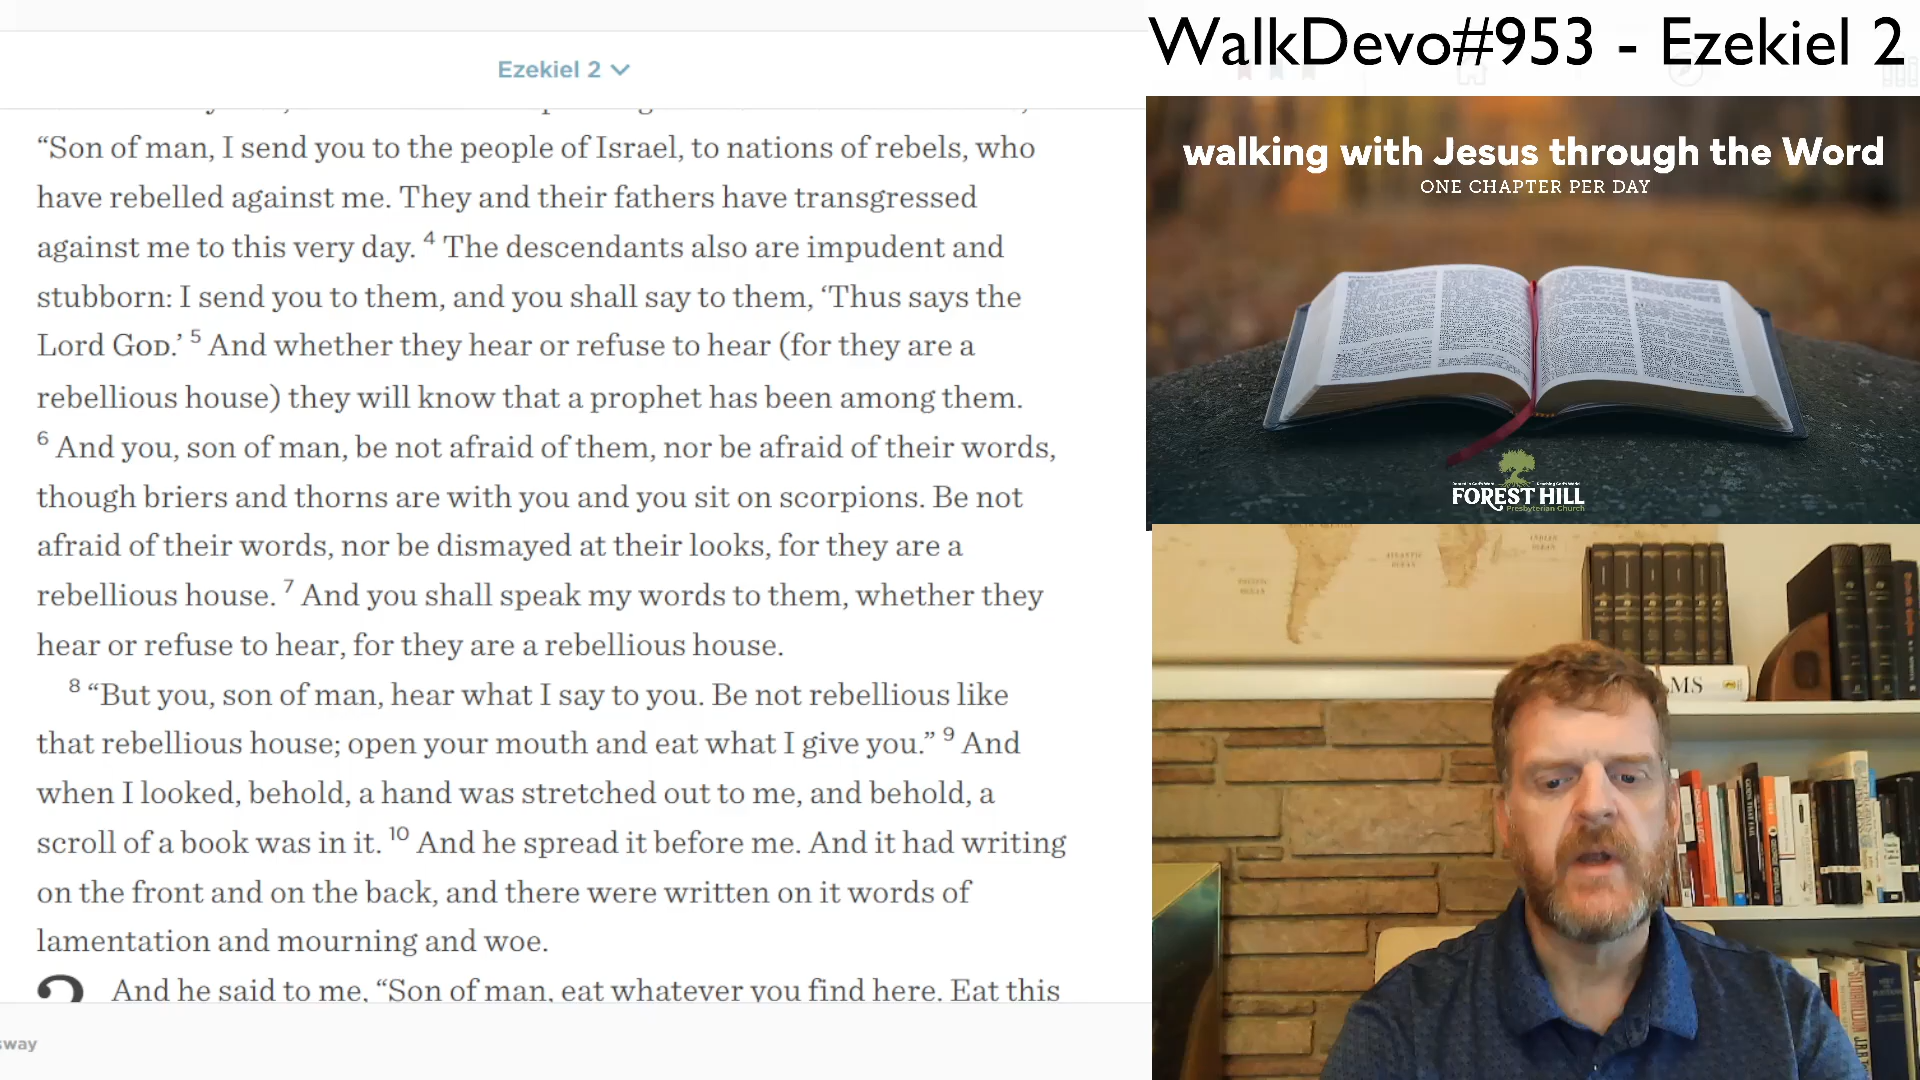 WalkDevo#953 - Ezekiel 2
Ezekiel 2
“Son of man, I send you to the people of Israel, to nations of rebels, who
have rebelled against me. They and their fathers have transgressed
against me to this very day. 4 The descendants also are impudent and
stubborn: I send you to them, and you shall say to them, ‘Thus says the
Lord GOD.’ 5 And whether they hear or refuse to hear (for they are a
rebellious house) they will know that a prophet has been among them.
6 And you, son of man, be not afraid of them, nor be afraid of their words,
though briers and thorns are with you and you sit on scorpions. Be not
afraid of their words, nor be dismayed at their looks, for they are a
rebellious house. 7 And you shall speak my words to them, whether they
hear or refuse to hear, for they are a rebellious house.
8 “But you, son of man, hear what I say to you. Be not rebellious like
that rebellious house; open your mouth and eat what I give you.” 9 And
when I looked, behold, a hand was stretched out to me, and behold, a
scroll of a book was in it. 10 And he spread it before me. And it had writing
on the front and on the back, and there were written on it words of
lamentation and mourning and woe.
And he said to me, “Son of man, eat whatever you find here. Eat this
sway
walking with Jesus through the Word
ONE CHAPTER PER DAY
FOREST HILL
Presbyterian Church
ATLANTIC
OCEAN
INDIAN
OCEAN
MS